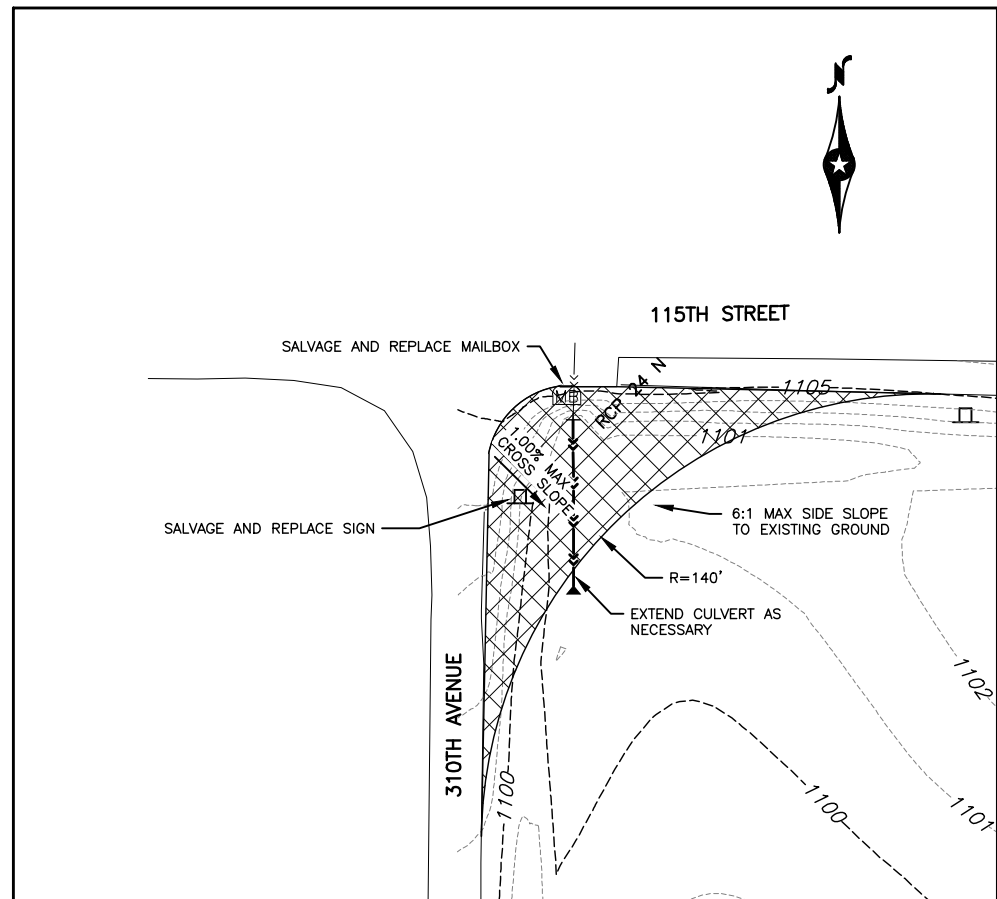 N
115TH STREET
SALVAGE AND REPLACE MAILBOX
MB
RCP 24 N
1105
1101
1.00% MAX
CROSS SLOPE
SALVAGE AND REPLACE SIGN
6:1 MAX SIDE SLOPE
TO EXISTING GROUND
R=140'
EXTEND CULVERT AS
NECESSARY
310TH AVENUE
1102
1100
1100
1101